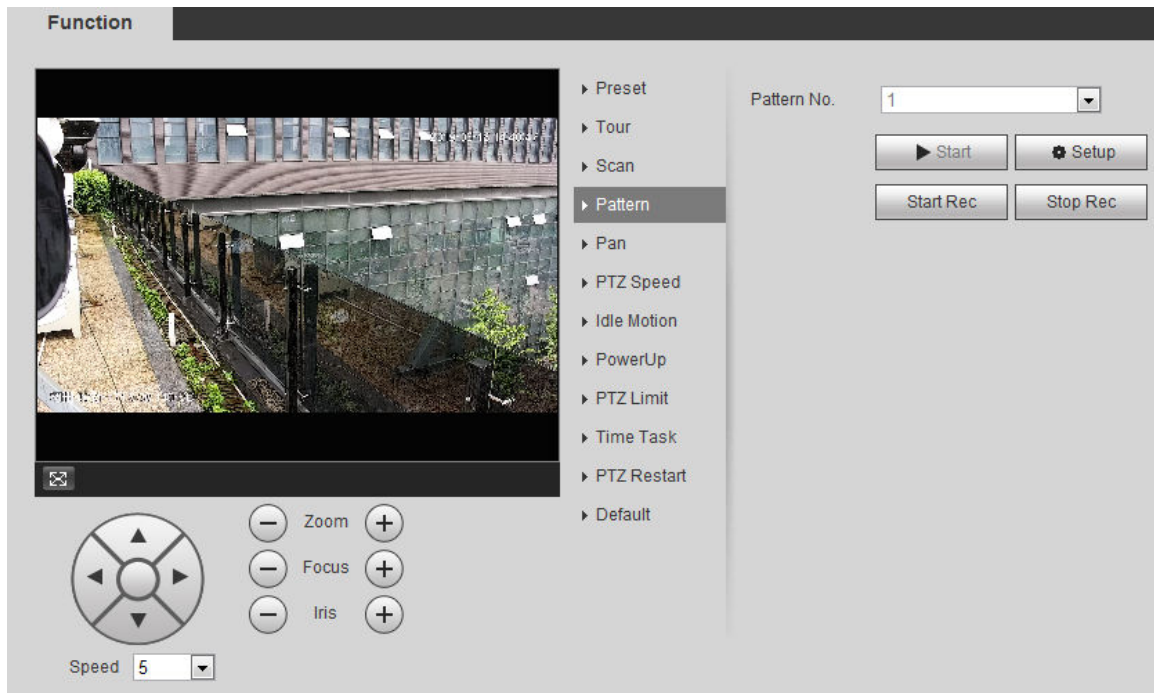 Function
Preset
Tour
Scan
Pattern
Pan
PTZ Speed
Idle Motion
PowerUp
PTZ Limit
Time Task
PTZ Restart
Default
Pattern No. 1
Start Setup
Start Rec Stop Rec
Zoom
Focus
Iris
Speed 5